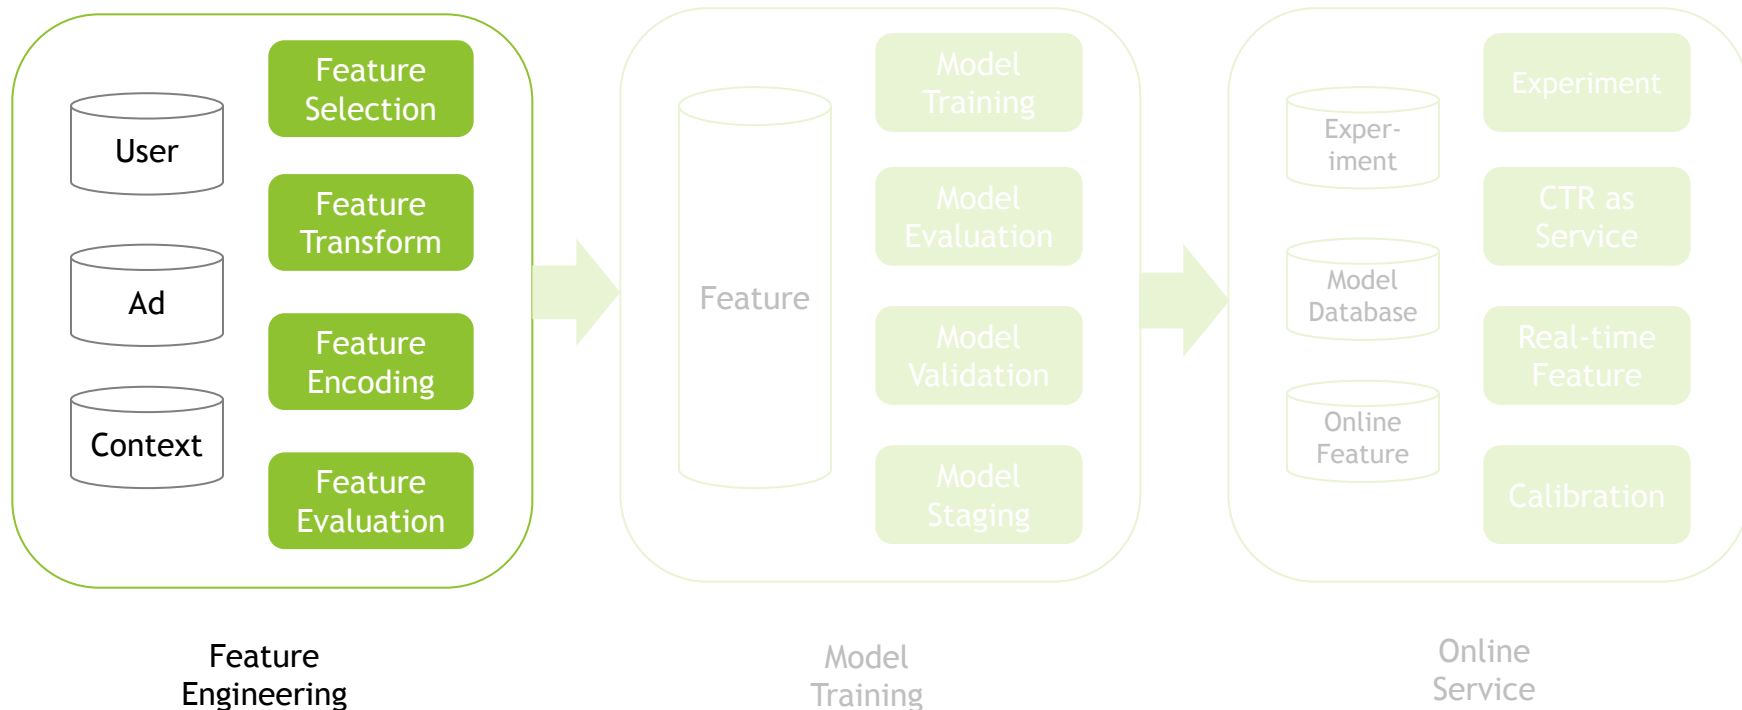 User
Ad
Context
Feature
Selection
Feature
Transform
Feature
Encoding
Feature
Evaluation
Feature
Engineering
Feature
Model
Training
Model
Evaluation
Model
Validation
Model
Staging
Model
Training
Exper-
iment
Model
Database
Online
Feature
Experiment
CTR as
Service
Real-time
Feature
Calibration
Online
Service